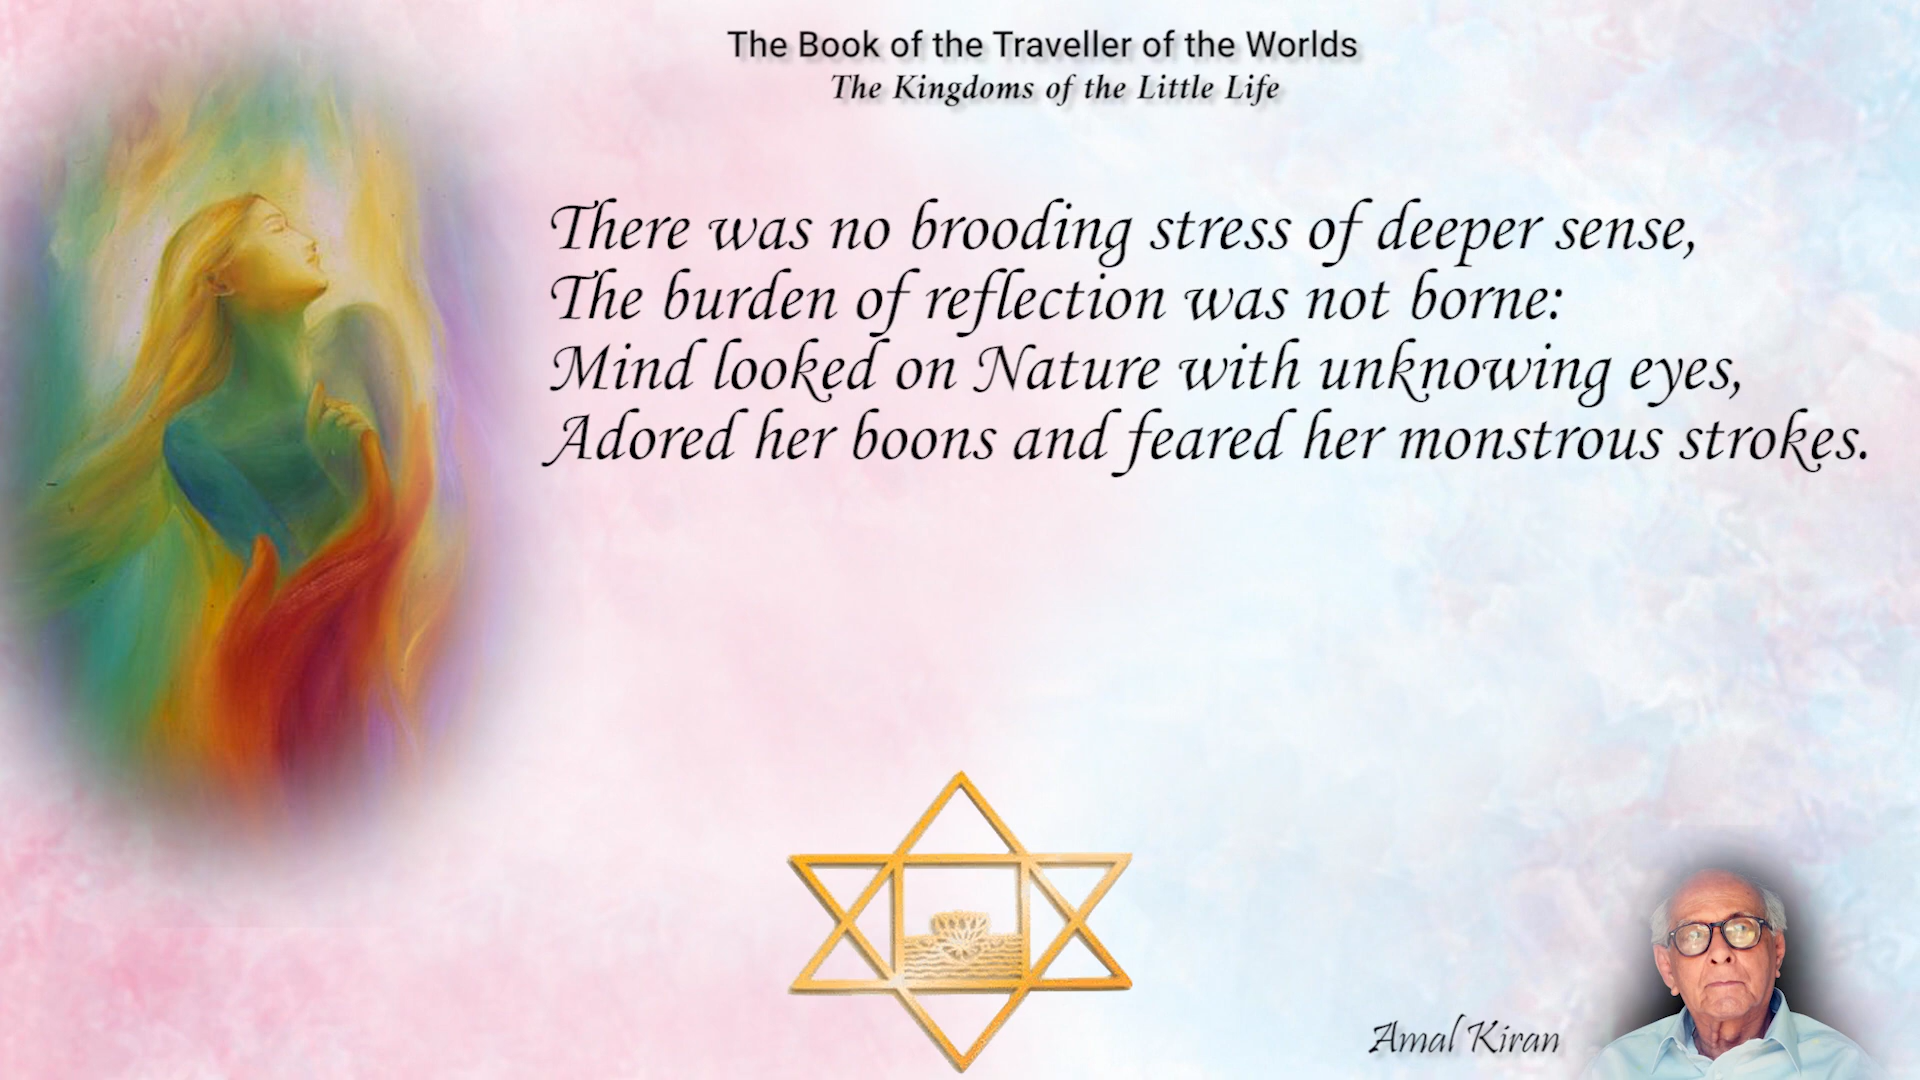 The Book of the Traveller of the Worlds
The Kingdoms of the Little Life
There was no brooding stress of deeper sense,
The burden of reflection was not borne:
Mind looked on Nature with unknowing eyes,
Adored her boons and feared her monstrous strokes.
Amal Kiran